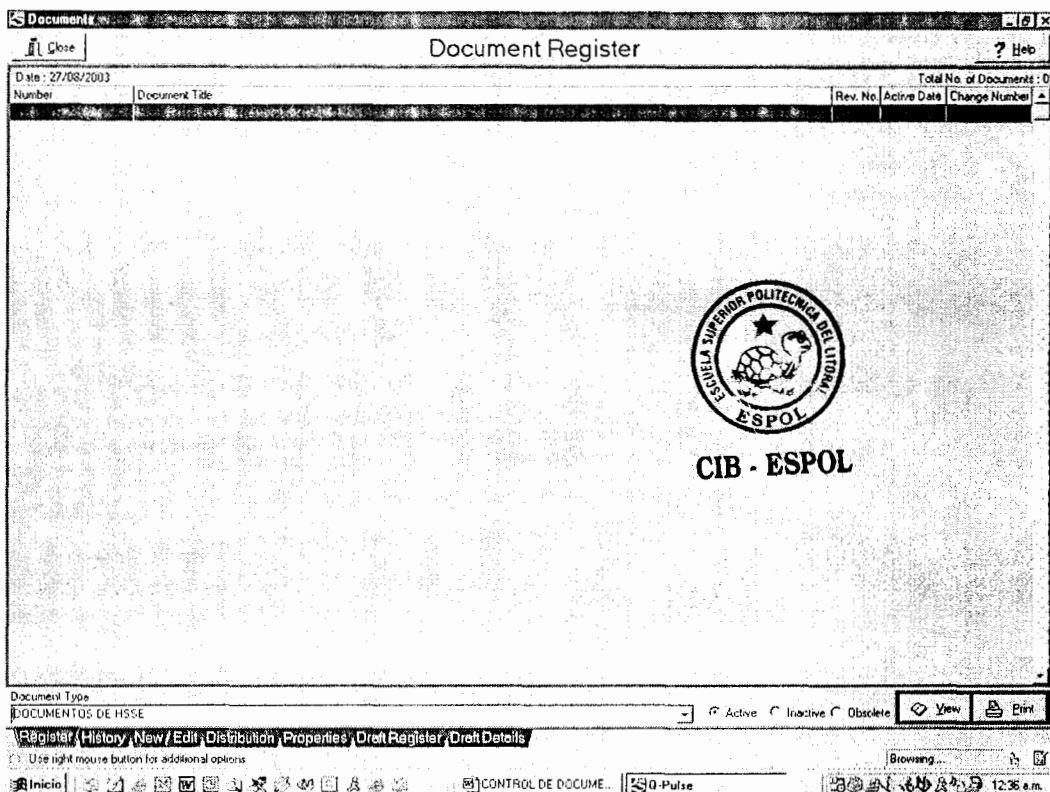 Documents
Close Document Register ? Help
Date : 27/08/2003 Total No. of Documents : 0
Number Document Title Rev. No. Active Date Change Number
ESCUELA SUPERIOR POLITECNICA DEL LITORAL
ESPOL
CIB - ESPOL
Document Type
DOCUMENTOS DE HSSE Active Inactive Obsolete View Print
Register History New / Edit Distribution Properties Draft Register Draft Details
Use right mouse button for additional options Browsing...
Inicio CONTROL DE DOCUME... Q-Pulse 12:36 a.m.